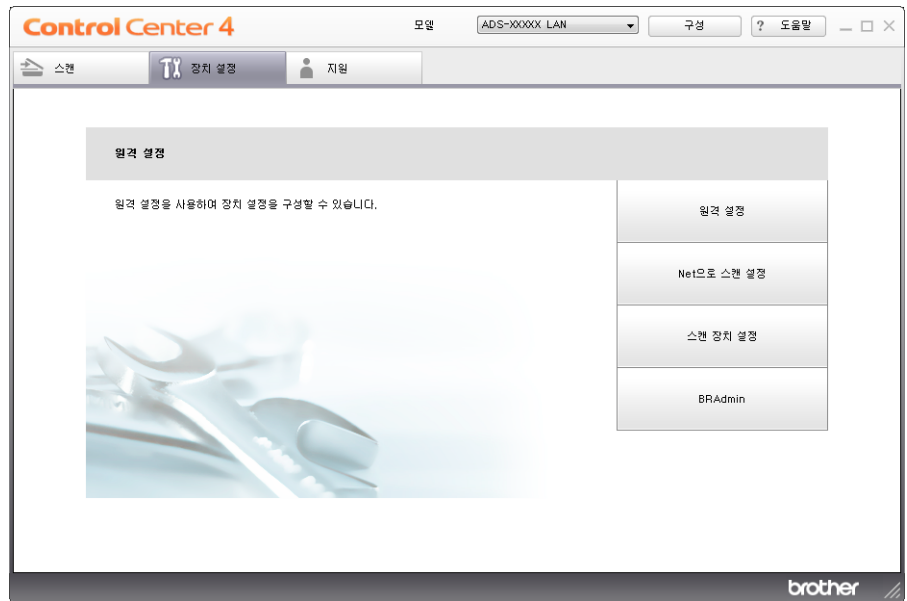 Control Center 4
모델
ADS-XXXXX LAN
구성
? 도움말
스캔
장치 설정
지원
원격 설정
원격 설정을 사용하여 장치 설정을 구성할 수 있습니다.
원격 설정
Net으로 스캔 설정
스캔 장치 설정
BRAdmin
brother